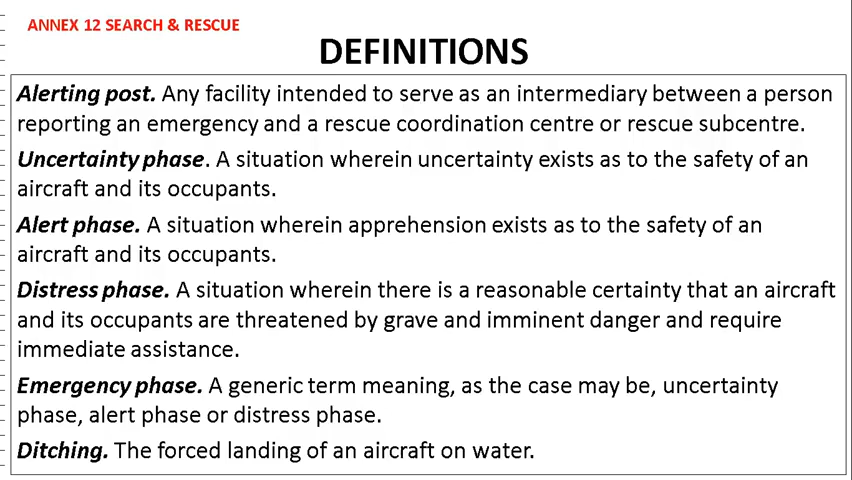 ANNEX 12 SEARCH & RESCUE
DEFINITIONS
Alerting post. Any facility intended to serve as an intermediary between a person
reporting an emergency and a rescue coordination centre or rescue subcentre.
Uncertainty phase. A situation wherein uncertainty exists as to the safety of an
aircraft and its occupants.
Alert phase. A situation wherein apprehension exists as to the safety of an
aircraft and its occupants.
Distress phase. A situation wherein there is a reasonable certainty that an aircraft
and its occupants are threatened by grave and imminent danger and require
immediate assistance.
Emergency phase. A generic term meaning, as the case may be, uncertainty
phase, alert phase or distress phase.
Ditching. The forced landing of an aircraft on water.